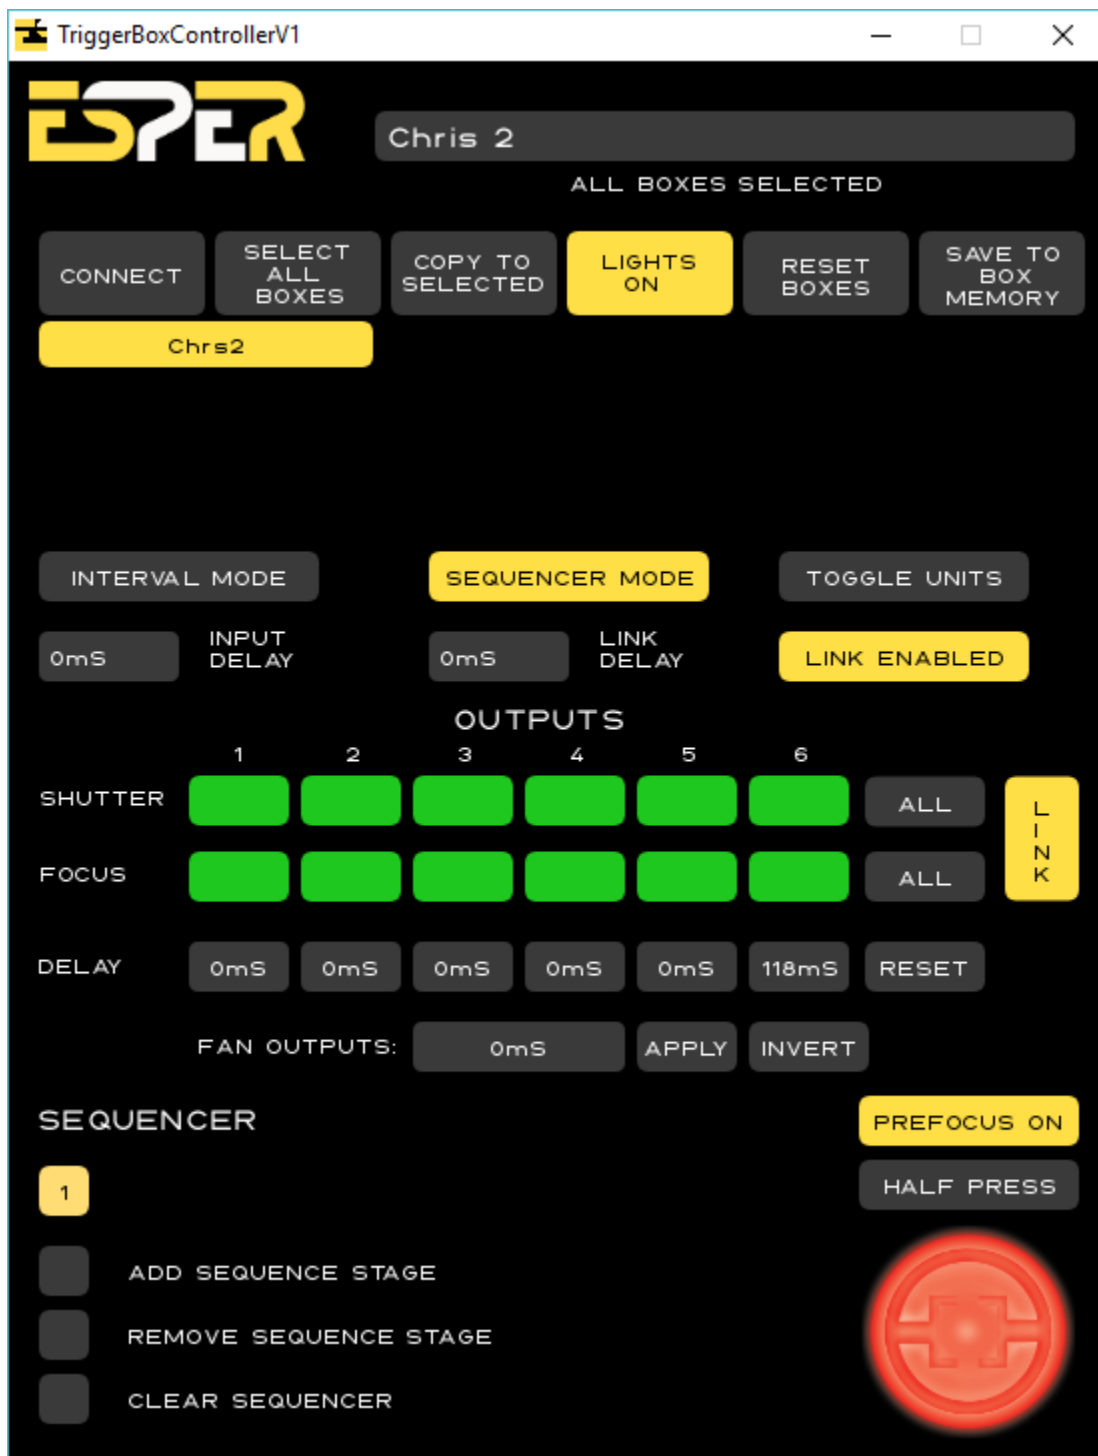 TriggerBoxControllerV1
ESPER
Chris 2
ALL BOXES SELECTED
CONNECT
SELECT
ALL
BOXES
COPY TO
SELECTED
LIGHTS
ON
RESET
BOXES
SAVE TO
BOX
MEMORY
Chrs2
INTERVAL MODE
SEQUENCER MODE
TOGGLE UNITS
0mS
INPUT
DELAY
0mS
LINK
DELAY
LINK ENABLED
OUTPUTS
1 2 3 4 5 6
SHUTTER
ALL
LINK
FOCUS
ALL
DELAY
0mS 0mS 0mS 0mS 0mS 118mS
RESET
FAN OUTPUTS:
0mS
APPLY
INVERT
SEQUENCER
PREFOCUS ON
1
HALF PRESS
ADD SEQUENCE STAGE
REMOVE SEQUENCE STAGE
CLEAR SEQUENCER